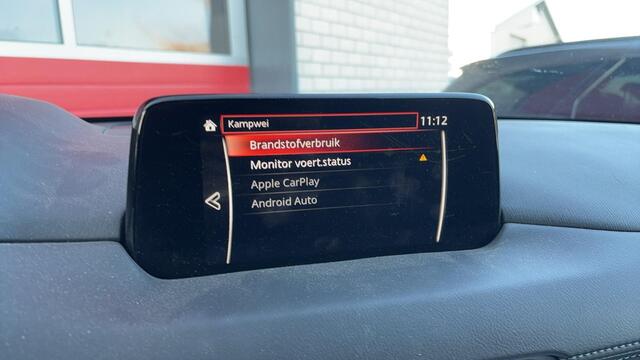 Kampwei 11:12
Brandstofverbruik
Monitor voert.status
Apple CarPlay
Android Auto